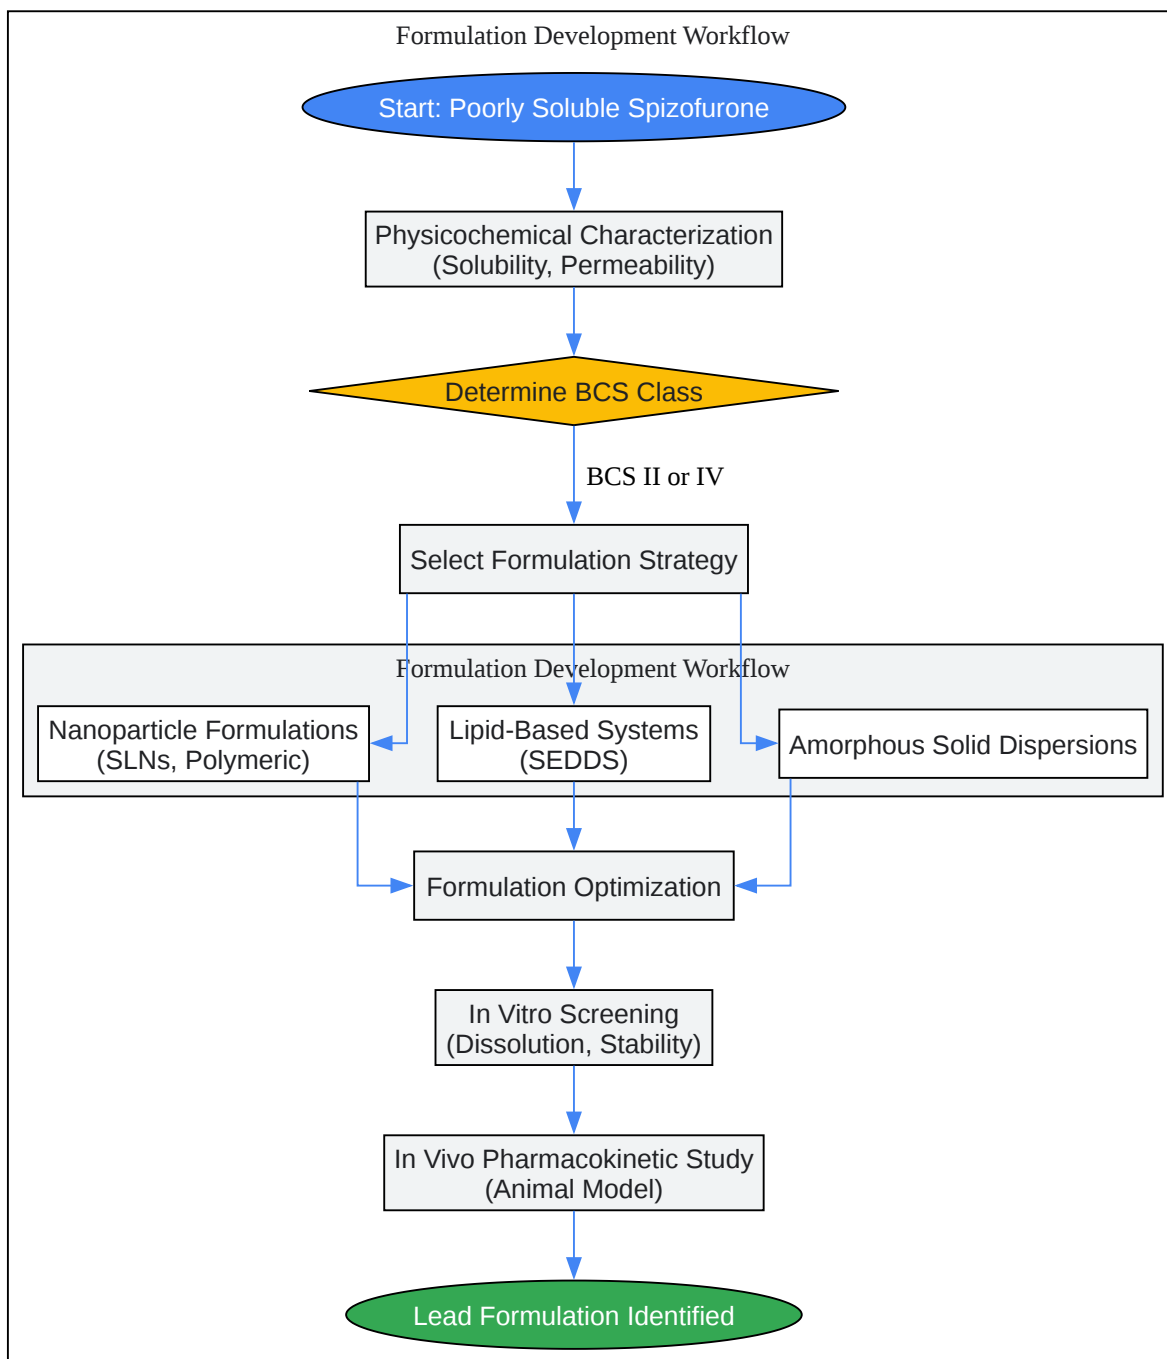 Formulation Development Workflow
Start: Poorly Soluble Spizofurone
Physicochemical Characterization
(Solubility, Permeability)
Determine BCS Class
BCS II or IV
Select Formulation Strategy
Formulation Development Workflow
Nanoparticle Formulations
(SLNs, Polymeric)
Lipid-Based Systems
(SEDDS)
Amorphous Solid Dispersions
Formulation Optimization
In Vitro Screening
(Dissolution, Stability)
In Vivo Pharmacokinetic Study
(Animal Model)
Lead Formulation Identified